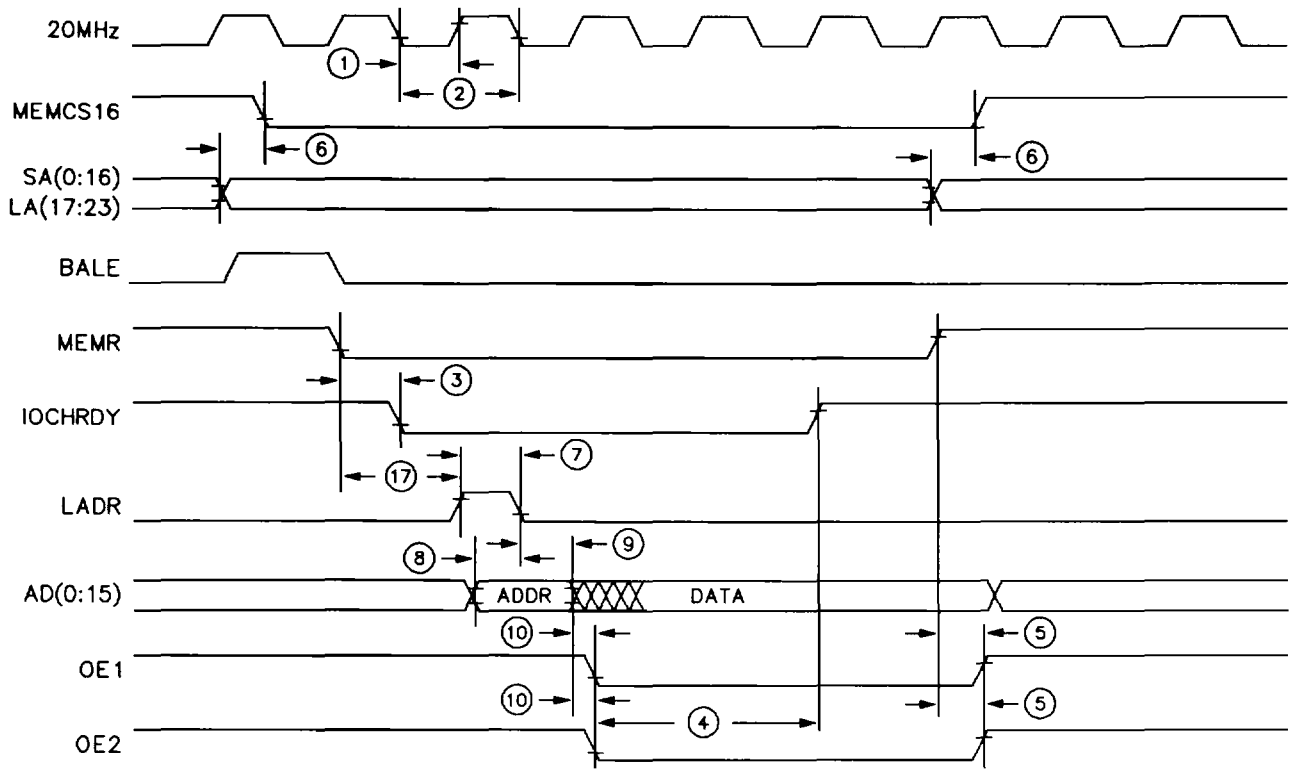 20MHz
1
2
MEMCS16
6
6
SA(0:16)
LA(17:23)
BALE
MEMR
3
IOCHRDY
17
7
LADR
8
9
AD(0:15)
ADDR
DATA
10
5
OE1
10
4
5
OE2